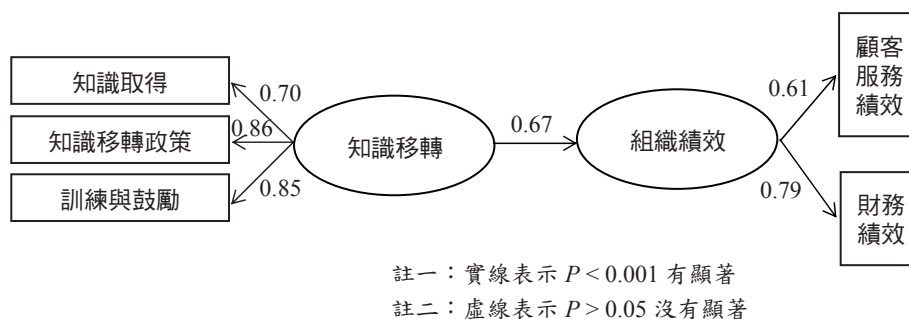 知識取得
知識移轉政策
訓練與鼓勵
0.70
0.86
0.85
知識移轉
0.67
組織績效
0.61
0.79
顧客
服務
績效
財務
績效
註一：實線表示 P < 0.001 有顯著
註二：虛線表示 P > 0.05 沒有顯著